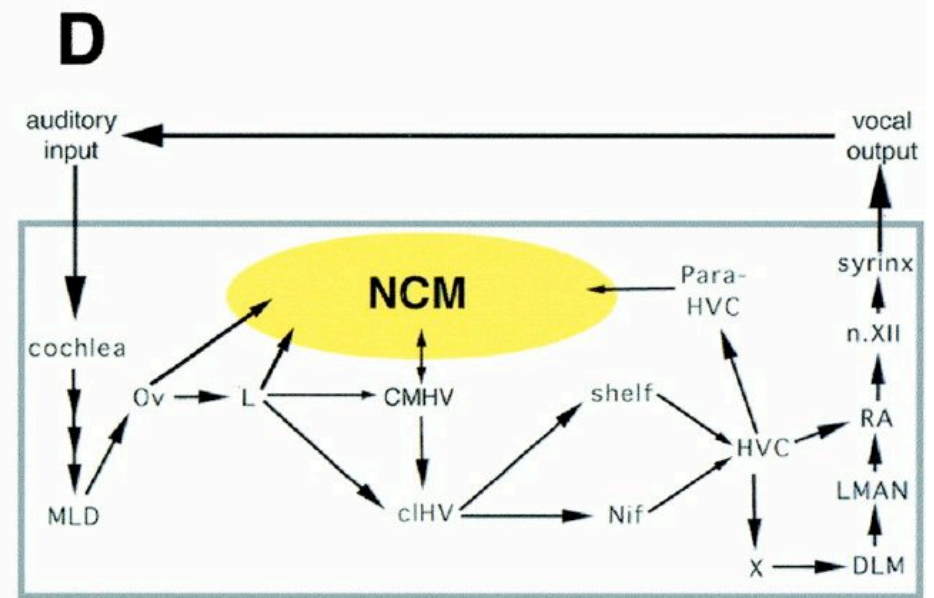 D
auditory
input
vocal
output
NCM
Para-
HVC
syrinx
n.XII
cochlea
Ov
L
CMHV
shelf
HVC
RA
LMAN
MLD
clHV
Nif
X
DLM